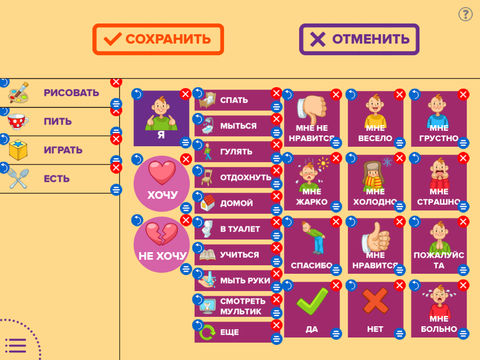 ?
СОХРАНИТЬ
ОТМЕНИТЬ
РИСОВАТЬ
ПИТЬ
ИГРАТЬ
ЕСТЬ
Я
ХОЧУ
НЕ ХОЧУ
СПАТЬ
МЫТЬСЯ
ГУЛЯТЬ
ОТДОХНУТЬ
ДОМОЙ
В ТУАЛЕТ
УЧИТЬСЯ
МЫТЬ РУКИ
СМОТРЕТЬ
МУЛЬТИК
ЕЩЕ
МНЕ НЕ
НРАВИТСЯ
МНЕ
ВЕСЕЛО
МНЕ
ГРУСТНО
МНЕ
ЖАРКО
МНЕ
ХОЛОДНО
МНЕ
СТРАШНО
СПАСИБО
МНЕ
НРАВИТСЯ
ПОЖАЛУЙС
ТА
ДА
НЕТ
МНЕ
БОЛЬНО